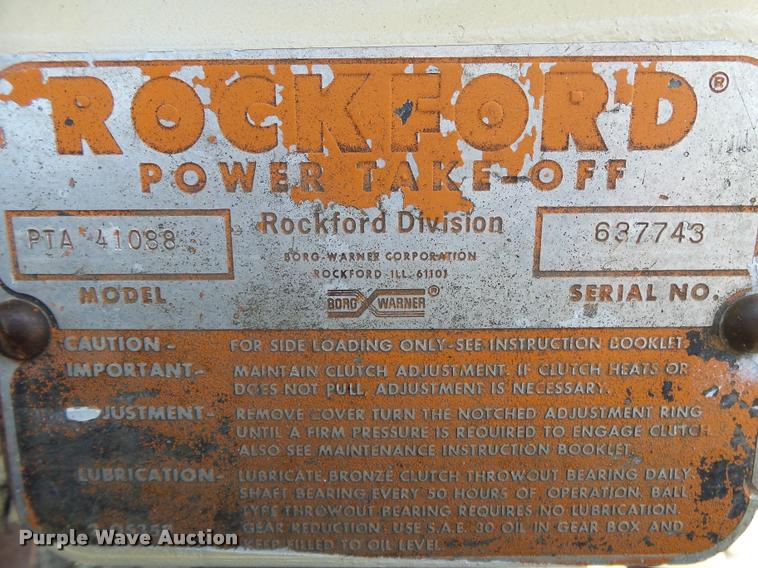 ROCKFORD ®
POWER TAKE-OFF
Rockford Division
PTA 41088
637743
BORG-WARNER CORPORATION
ROCKFORD ILL. 61101
MODEL
BORG WARNER ®
SERIAL NO.
CAUTION - FOR SIDE LOADING ONLY-SEE INSTRUCTION BOOKLET
IMPORTANT- MAINTAIN CLUTCH ADJUSTMENT. IF CLUTCH HEATS OR
DOES NOT PULL, ADJUSTMENT IS NECESSARY.
ADJUSTMENT- REMOVE COVER TURN THE NOTCHED ADJUSTMENT RING
UNTIL A FIRM PRESSURE IS REQUIRED TO ENGAGE CLUTCH.
ALSO SEE MAINTENANCE INSTRUCTION BOOKLET.
LUBRICATION- LUBRICATE BRONZE CLUTCH THROWOUT BEARING DAILY
SHAFT BEARING EVERY 50 HOURS OF OPERATION. BALL
TYPE THROWOUT BEARING REQUIRES NO LUBRICATION.
GEAR REDUCTION: USE S.A.E. 30 OIL IN GEAR BOX AND
KEEP FILLED TO OIL LEVEL.
Purple Wave Auction